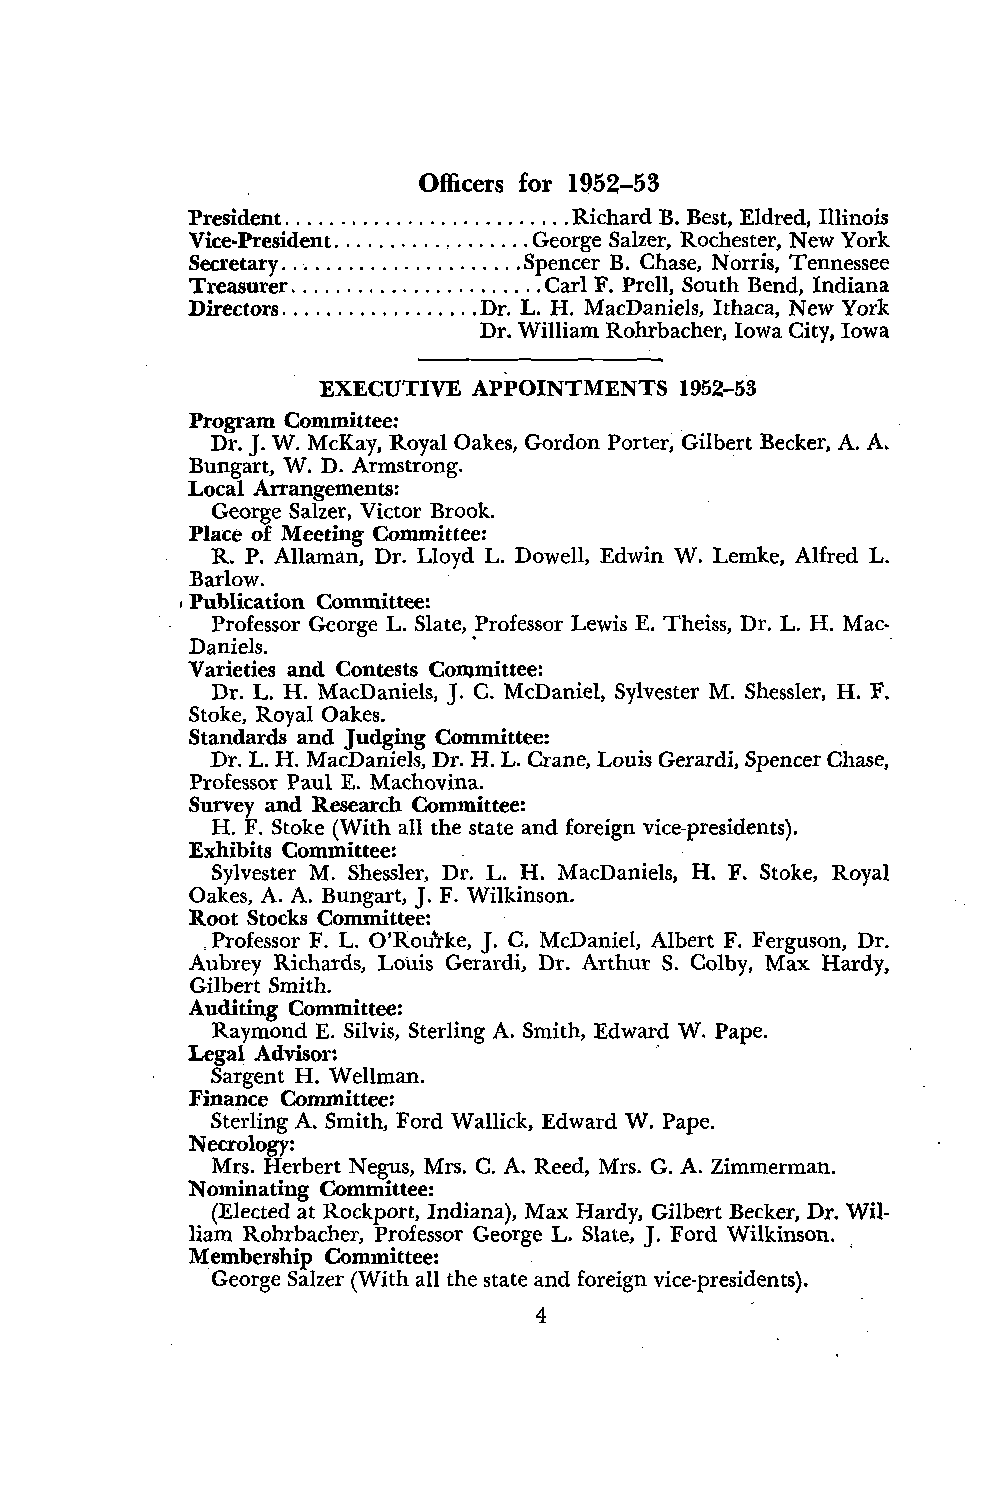 Officers for 1952–53
President..........................Richard B. Best, Eldred, Illinois
Vice-President..................George Salzer, Rochester, New York
Secretary......................Spencer B. Chase, Norris, Tennessee
Treasurer.......................Carl F. Prell, South Bend, Indiana
Directors..................Dr. L. H. MacDaniels, Ithaca, New York
Dr. William Rohrbacher, Iowa City, Iowa
EXECUTIVE APPOINTMENTS 1952–53
Program Committee:
Dr. J. W. McKay, Royal Oakes, Gordon Porter, Gilbert Becker, A. A.
Bungart, W. D. Armstrong.
Local Arrangements:
George Salzer, Victor Brook.
Place of Meeting Committee:
R. P. Allaman, Dr. Lloyd L. Dowell, Edwin W. Lemke, Alfred L.
Barlow.
Publication Committee:
Professor George L. Slate, Professor Lewis E. Theiss, Dr. L. H. Mac-
Daniels.
Varieties and Contests Committee:
Dr. L. H. MacDaniels, J. C. McDaniel, Sylvester M. Shessler, H. F.
Stoke, Royal Oakes.
Standards and Judging Committee:
Dr. L. H. MacDaniels, Dr. H. L. Crane, Louis Gerardi, Spencer Chase,
Professor Paul E. Machovina.
Survey and Research Committee:
H. F. Stoke (With all the state and foreign vice-presidents).
Exhibits Committee:
Sylvester M. Shessler, Dr. L. H. MacDaniels, H. F. Stoke, Royal
Oakes, A. A. Bungart, J. F. Wilkinson.
Root Stocks Committee:
Professor F. L. O'Rourke, J. C. McDaniel, Albert F. Ferguson, Dr.
Aubrey Richards, Louis Gerardi, Dr. Arthur S. Colby, Max Hardy,
Gilbert Smith.
Auditing Committee:
Raymond E. Silvis, Sterling A. Smith, Edward W. Pape.
Legal Advisor:
Sargent H. Wellman.
Finance Committee:
Sterling A. Smith, Ford Wallick, Edward W. Pape.
Necrology:
Mrs. Herbert Negus, Mrs. C. A. Reed, Mrs. G. A. Zimmerman.
Nominating Committee:
(Elected at Rockport, Indiana), Max Hardy, Gilbert Becker, Dr. Wil-
liam Rohrbacher, Professor George L. Slate, J. Ford Wilkinson.
Membership Committee:
George Salzer (With all the state and foreign vice-presidents).
4